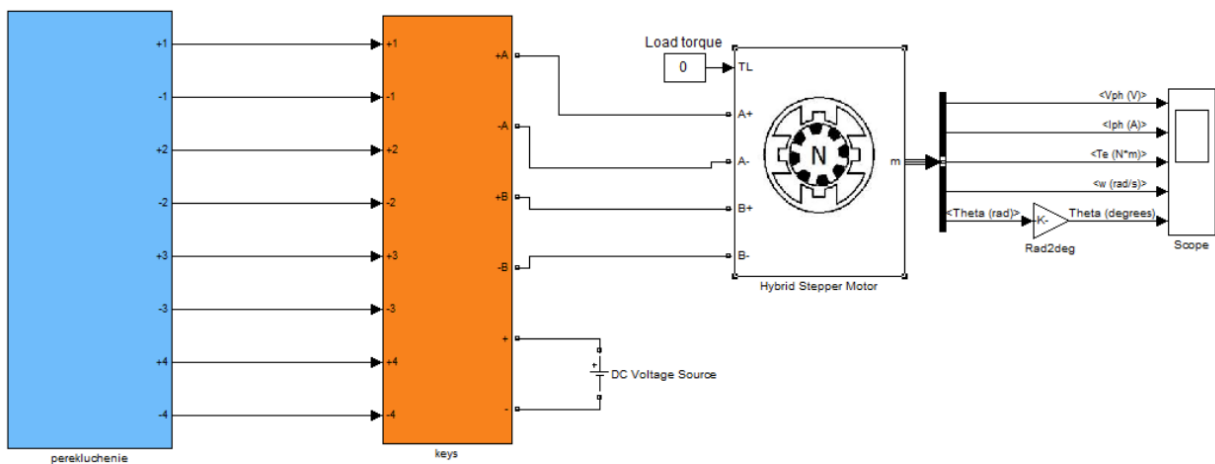 +1
-1
+2
-2
+3
-3
+4
-4
perekluchenie
+1
-1
+2
-2
+3
-3
+4
-4
+A
-A
+B
-B
+
-
keys
+
DC Voltage Source
Load torque
0
TL
A+
A-
B+
B-
N
m
Hybrid Stepper Motor
<Vph (V)>
<Iph (A)>
<Te (N*m)>
<w (rad/s)>
<Theta (rad)>
-K-
Rad2deg
Theta (degrees)
Scope